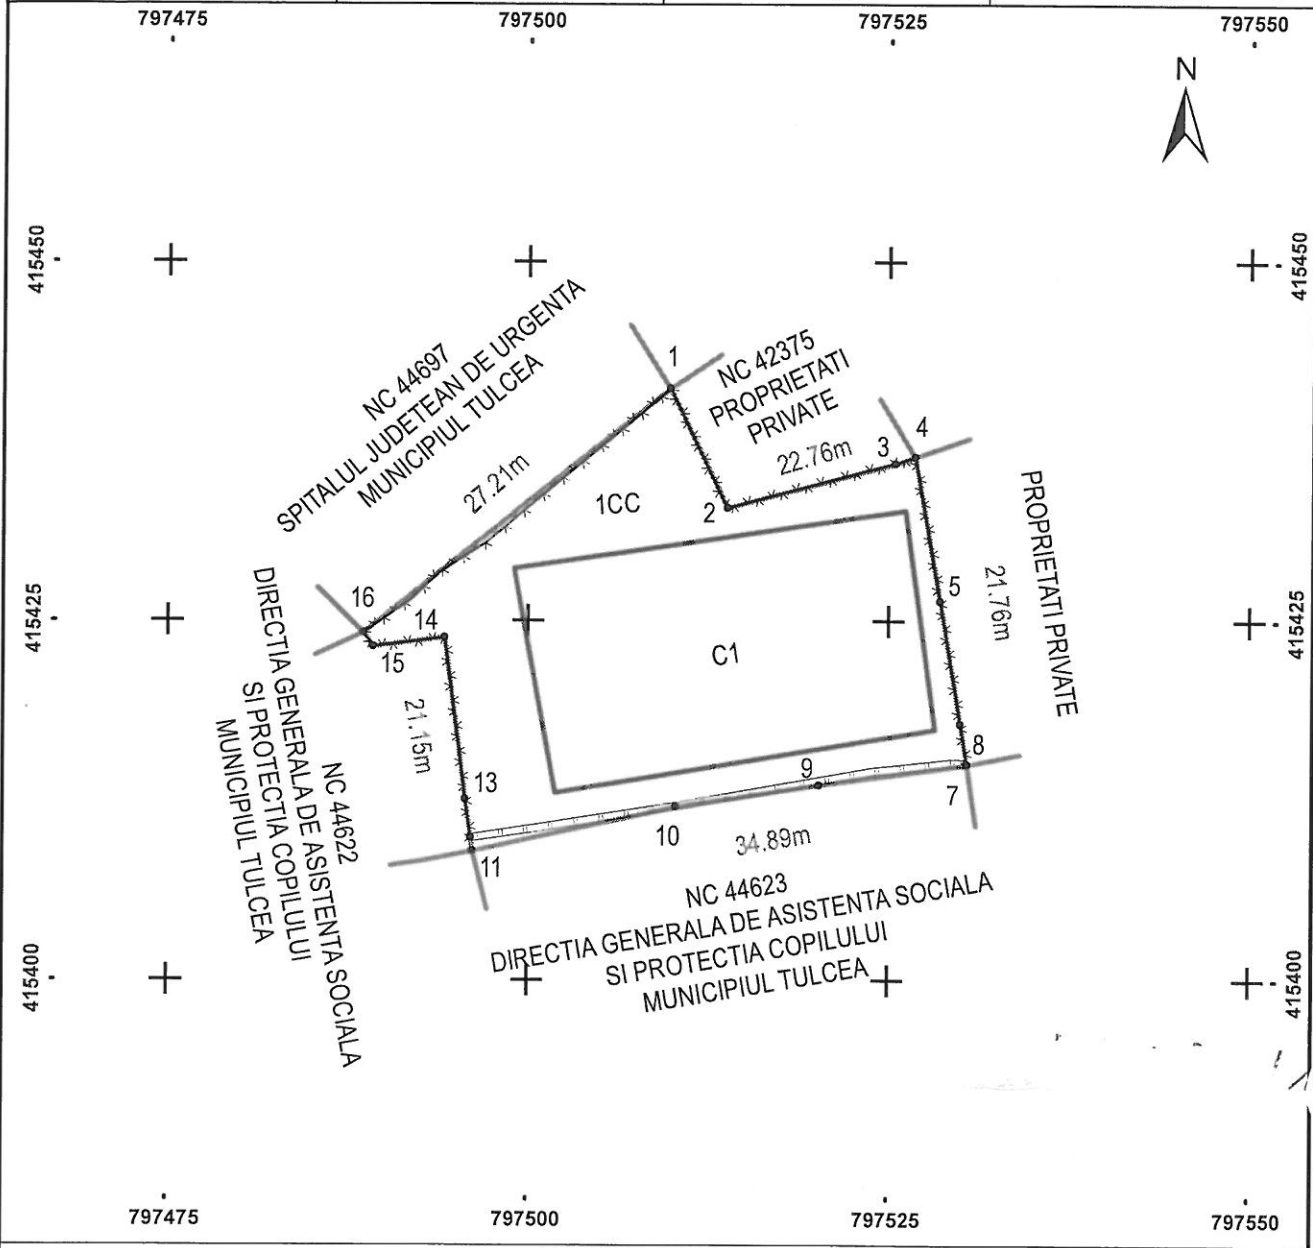 797475
797500
797525
797550
N
415450
415450
NC 44697
SPITALUL JUDETEAN DE URGENTA
MUNICIPIUL TULCEA
1
NC 42375
PROPRIETATI
PRIVATE
27.21m
1CC
2
22.76m
3
4
PROPRIETATI PRIVATE
16
14
15
5
21.76m
415425
415425
C1
21.15m
13
8
9
7
10
34.89m
11
NC 44622
DIRECTIA GENERALA DE ASISTENTA SOCIALA
SI PROTECTIA COPILULUI
MUNICIPIUL TULCEA
NC 44623
DIRECTIA GENERALA DE ASISTENTA SOCIALA
SI PROTECTIA COPILULUI
MUNICIPIUL TULCEA
415400
415400
797475
797500
797525
797550